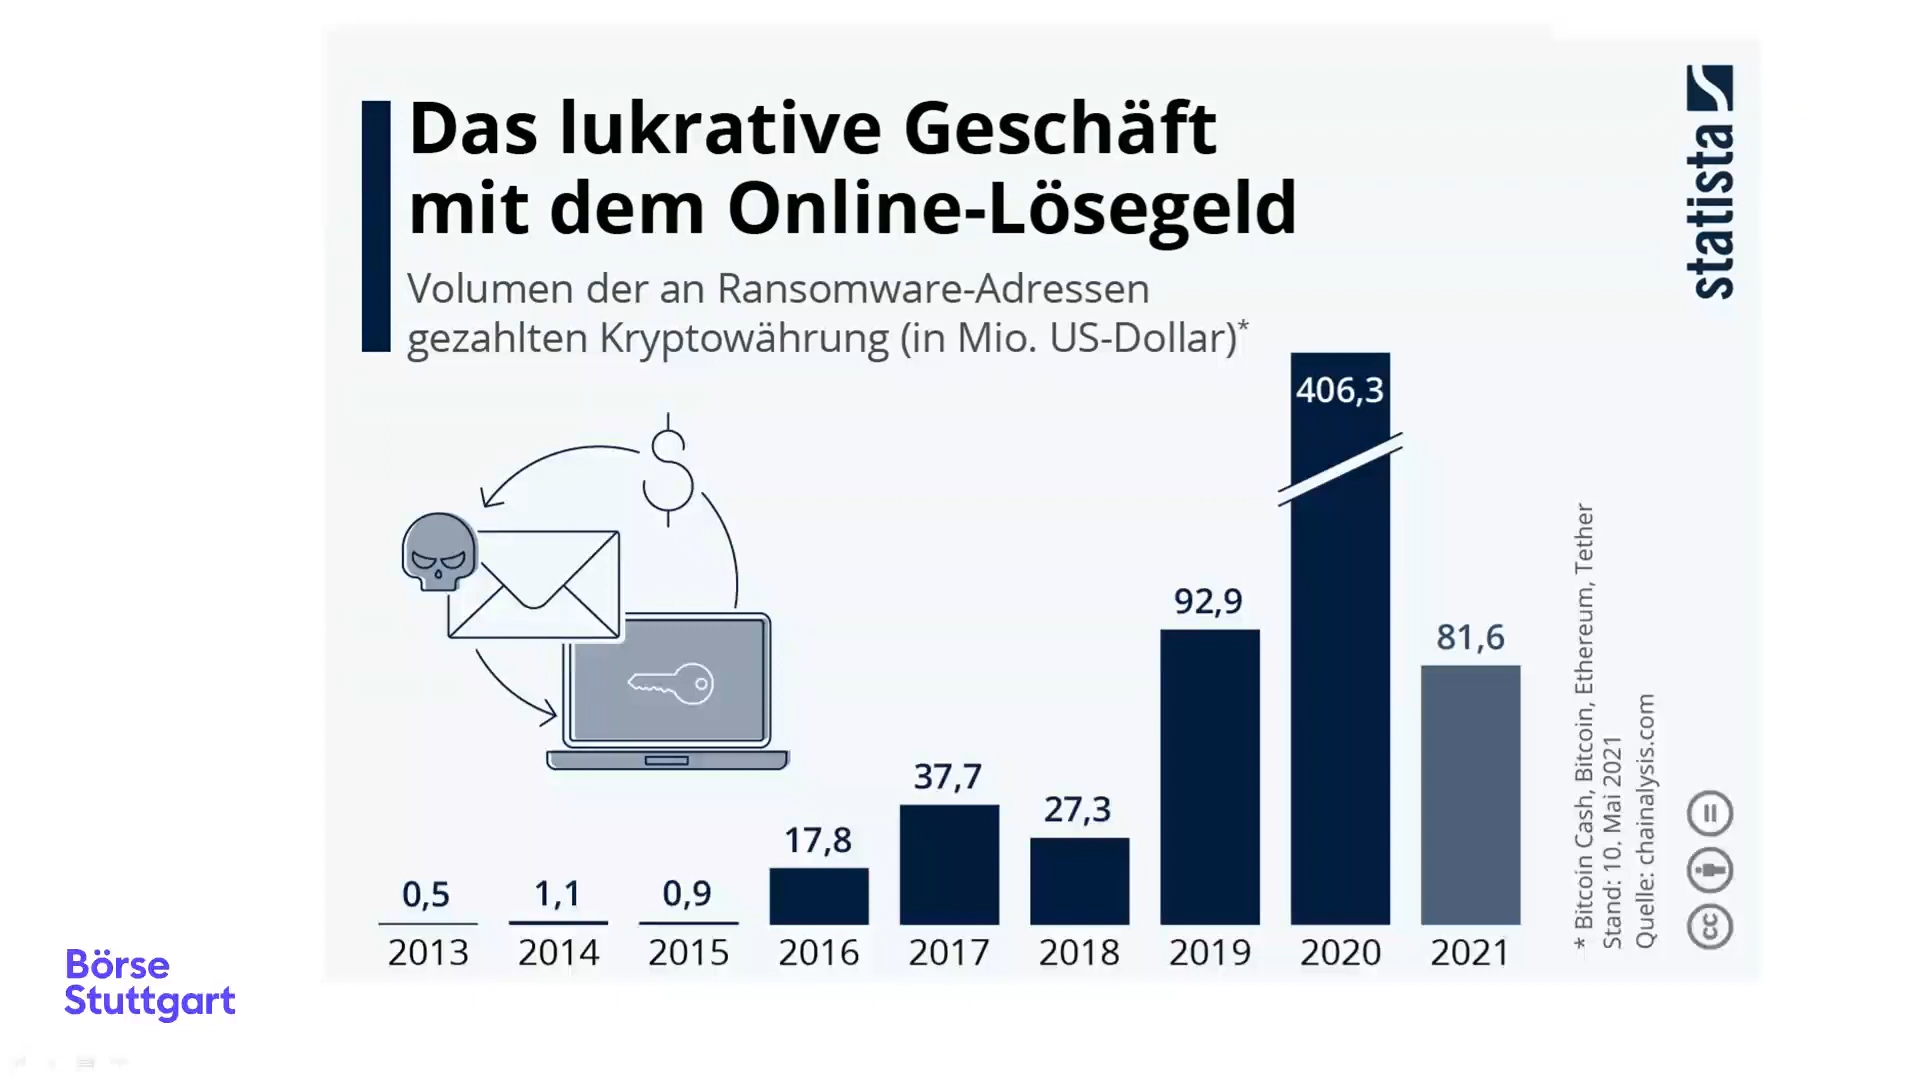 Das lukrative Geschäft
mit dem Online-Lösegeld
Volumen der an Ransomware-Adressen
gezahlten Kryptowährung (in Mio. US-Dollar)*
statista
406,3
92,9
81,6
37,7
27,3
17,8
0,5
1,1
0,9
2013
2014
2015
2016
2017
2018
2019
2020
2021
* Bitcoin Cash, Bitcoin, Ethereum, Tether
Stand: 10. Mai 2021
Quelle: chainalysis.com
cc
Börse
Stuttgart